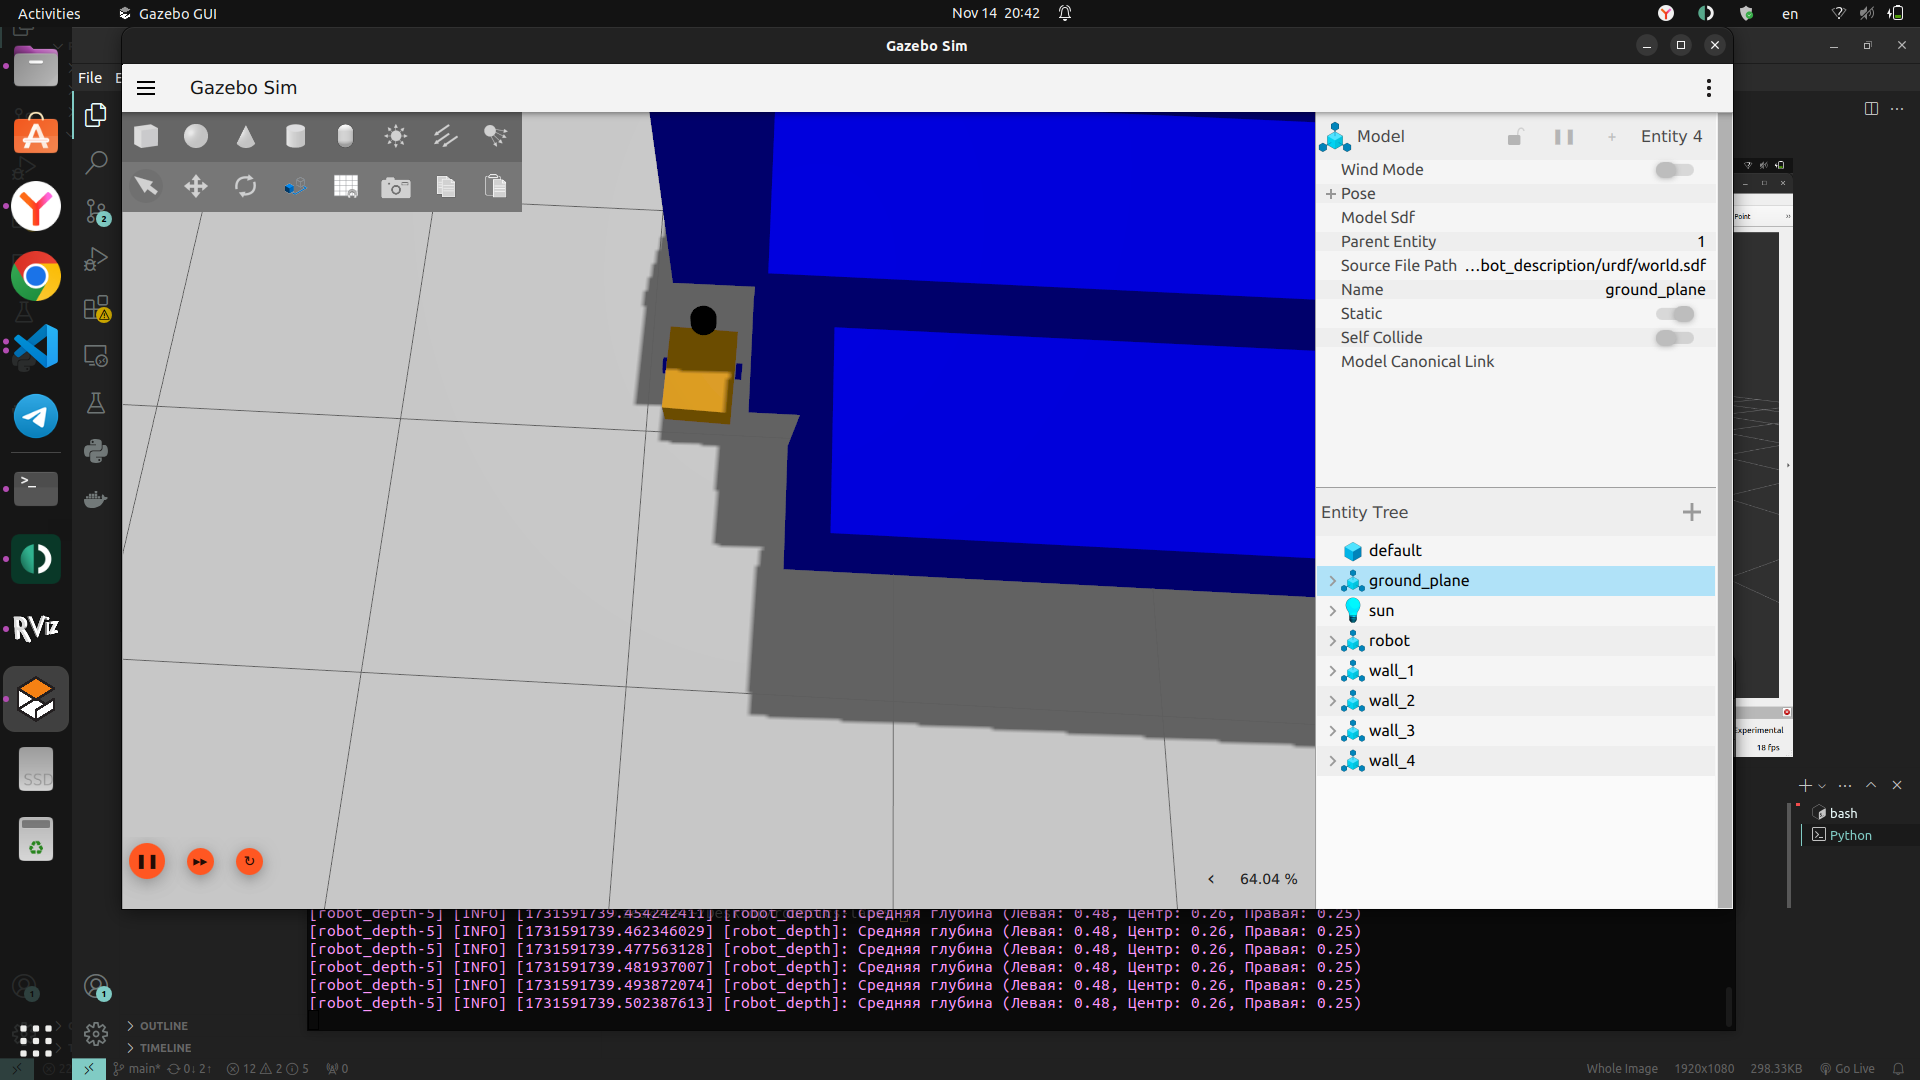 Activities
Gazebo GUI
Nov 14 20:42
en
Gazebo Sim
File
Gazebo Sim
Model
Entity 4
Wind Mode
Pose
Model Sdf
Parent Entity 1
Source File Path ...bot_description/urdf/world.sdf
Name ground_plane
Static
Self Collide
Model Canonical Link
Point
Entity Tree
default
ground_plane
sun
robot
wall_1
wall_2
wall_3
wall_4
RViz
SSD
Experimental
18 fps
bash
Python
64.04 %
[robot_depth-5] [INFO] [1731591739.454242411] [robot_depth]: Средняя глубина (Левая: 0.48, Центр: 0.26, Правая: 0.25)
[robot_depth-5] [INFO] [1731591739.462346029] [robot_depth]: Средняя глубина (Левая: 0.48, Центр: 0.26, Правая: 0.25)
[robot_depth-5] [INFO] [1731591739.477563128] [robot_depth]: Средняя глубина (Левая: 0.48, Центр: 0.26, Правая: 0.25)
[robot_depth-5] [INFO] [1731591739.481937007] [robot_depth]: Средняя глубина (Левая: 0.48, Центр: 0.26, Правая: 0.25)
[robot_depth-5] [INFO] [1731591739.493872074] [robot_depth]: Средняя глубина (Левая: 0.48, Центр: 0.26, Правая: 0.25)
[robot_depth-5] [INFO] [1731591739.502387613] [robot_depth]: Средняя глубина (Левая: 0.48, Центр: 0.26, Правая: 0.25)
OUTLINE
TIMELINE
main* 0↓ 2↑ 12 2 5 0
Whole Image 1920x1080 298.33KB Go Live